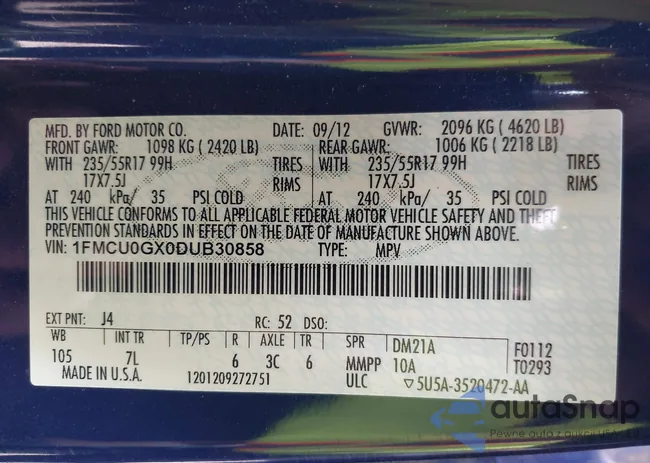 MFD. BY FORD MOTOR CO. DATE: 09/12 GVWR: 2096 KG ( 4620 LB)
FRONT GAWR: 1098 KG ( 2420 LB) REAR GAWR: 1006 KG ( 2218 LB)
WITH 235/55R17 99H TIRES WITH 235/55R17 99H TIRES
17X7.5J RIMS 17X7.5J RIMS
AT 240 kPa/ 35 PSI COLD AT 240 kPa/ 35 PSI COLD
THIS VEHICLE CONFORMS TO ALL APPLICABLE FEDERAL MOTOR VEHICLE SAFETY AND THEFT
PREVENTION STANDARDS IN EFFECT ON THE DATE OF MANUFACTURE SHOWN ABOVE.
VIN: 1FMCU0GX0DUB30858 TYPE: MPV
EXT PNT: J4 RC: 52 DSO:
WB INT TR TP/PS R AXLE TR SPR DM21A F0112
105 7L 6 3C 6 MMPP 10A T0293
MADE IN U.S.A. 1201209272751 ULC ▽5U5A-3520472-AA
autoSnap
Pewne auta z aukcji USA